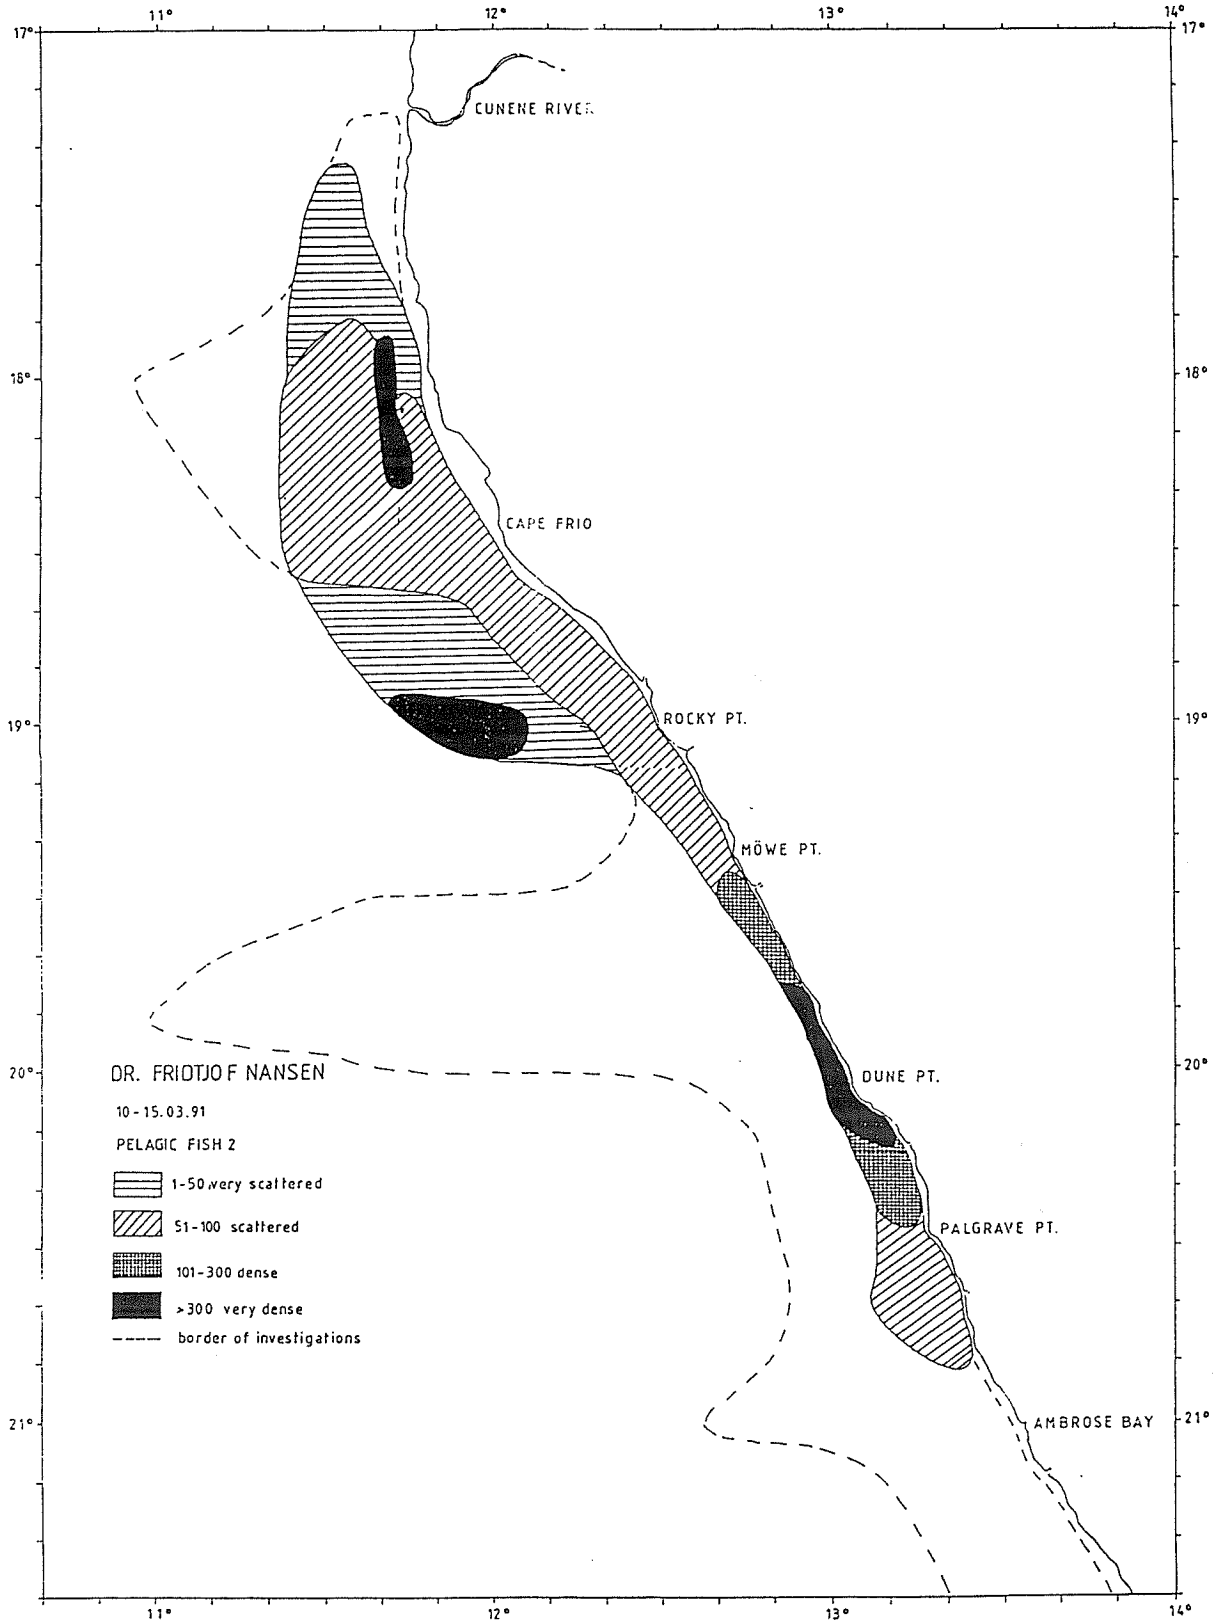 11° 12° 13° 14°
17° 17°
CUNENE RIVER
18° 18°
CAPE FRIO
19° ROCKY PT. 19°
MÖWE PT.
20° DUNE PT. 20°
DR. FRIDTJOF NANSEN
10-15.03.91
PELAGIC FISH 2
1-50 very scattered
51-100 scattered
PALGRAVE PT.
101-300 dense
>300 very dense
border of investigations
21° AMBROSE BAY 21°
11° 12° 13° 14°